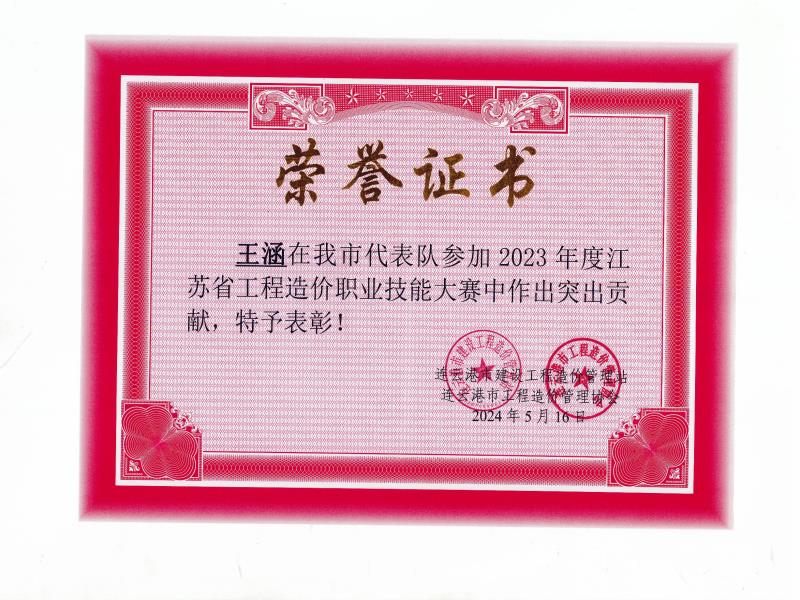 荣誉证书
王涵在我市代表队参加 2023 年度江
苏省工程造价职业技能大赛中作出突出贡
献，特予表彰！
连云港市建设工程造价管理站
连云港市工程造价管理协会
2024 年 5 月 16 日